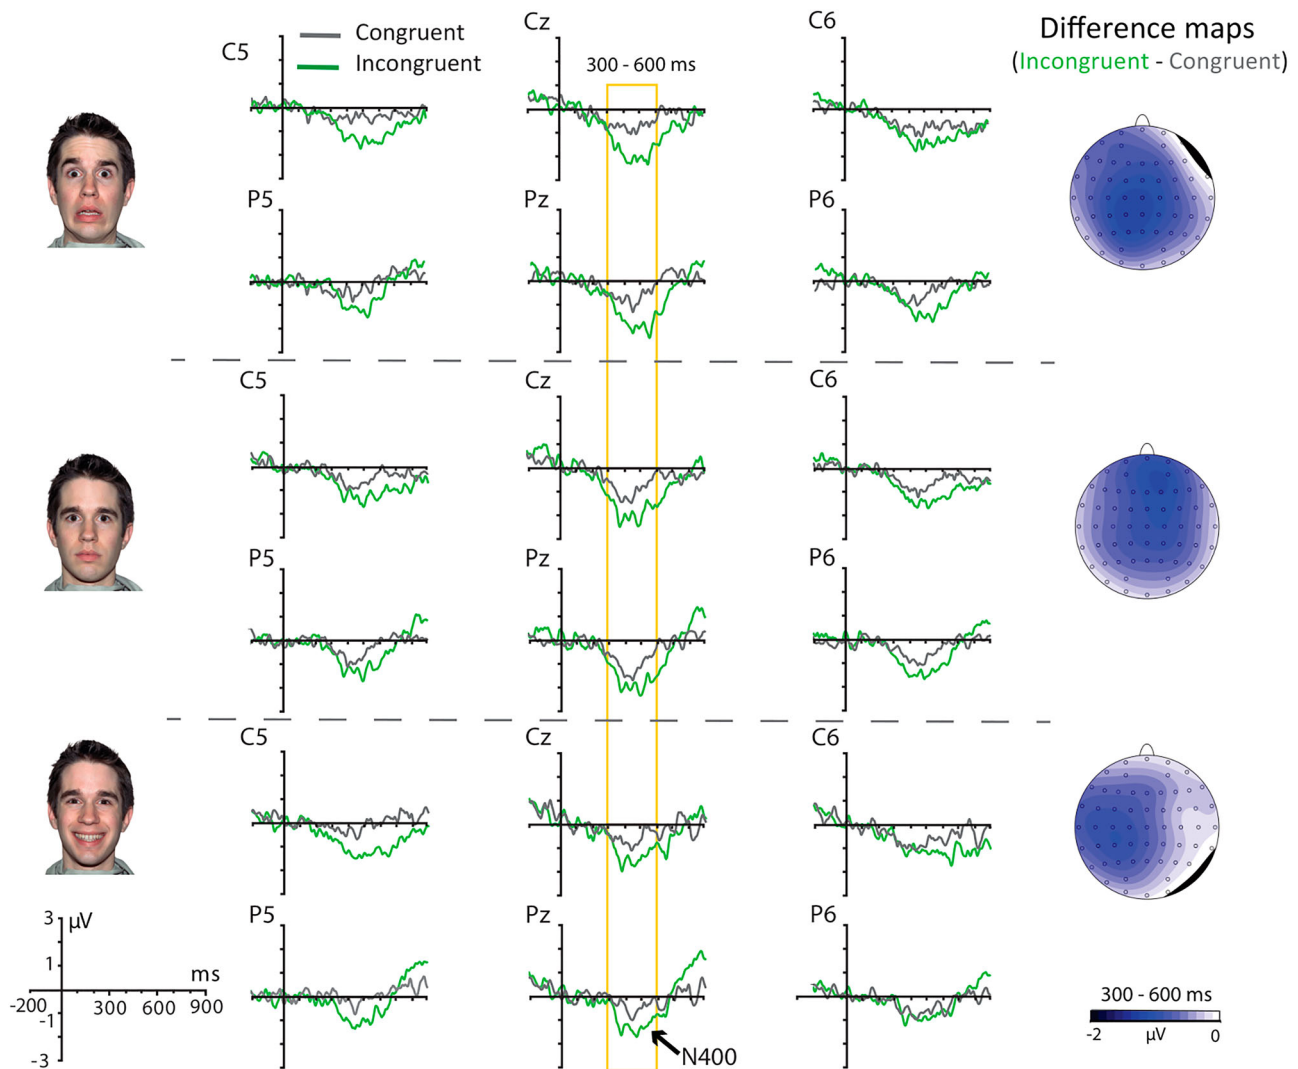 Congruent
Incongruent
C5
Cz
C6
300 - 600 ms
Difference maps
(Incongruent - Congruent)
P5
Pz
P6
C5
Cz
C6
P5
Pz
P6
C5
Cz
C6
P5
Pz
P6
3
μV
1
ms
-200
300
600
900
-1
-3
N400
300 - 600 ms
-2
μV
0